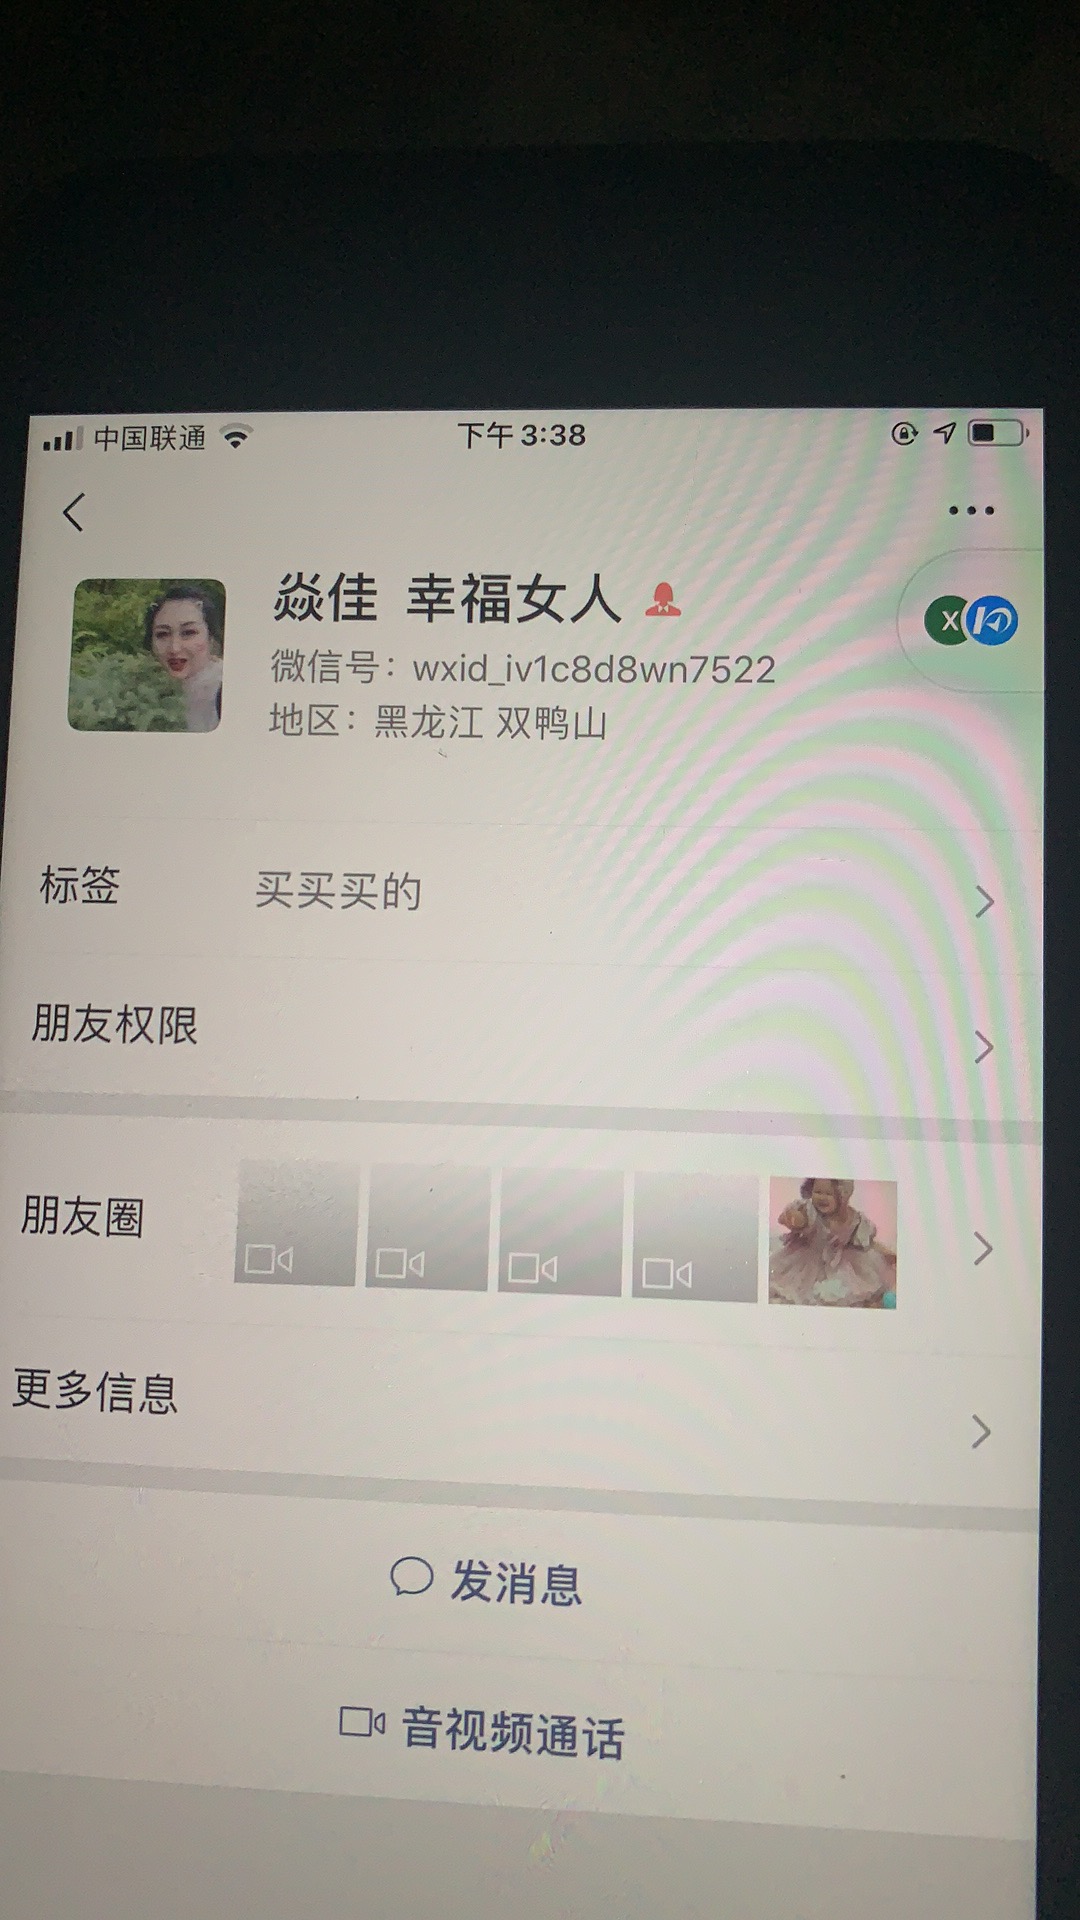 中国联通
下午3:38
焱佳 幸福女人
X
微信号：wxid_iv1c8d8wn7522
地区：黑龙江 双鸭山
标签 买买买的
朋友权限
朋友圈
更多信息
发消息
音视频通话